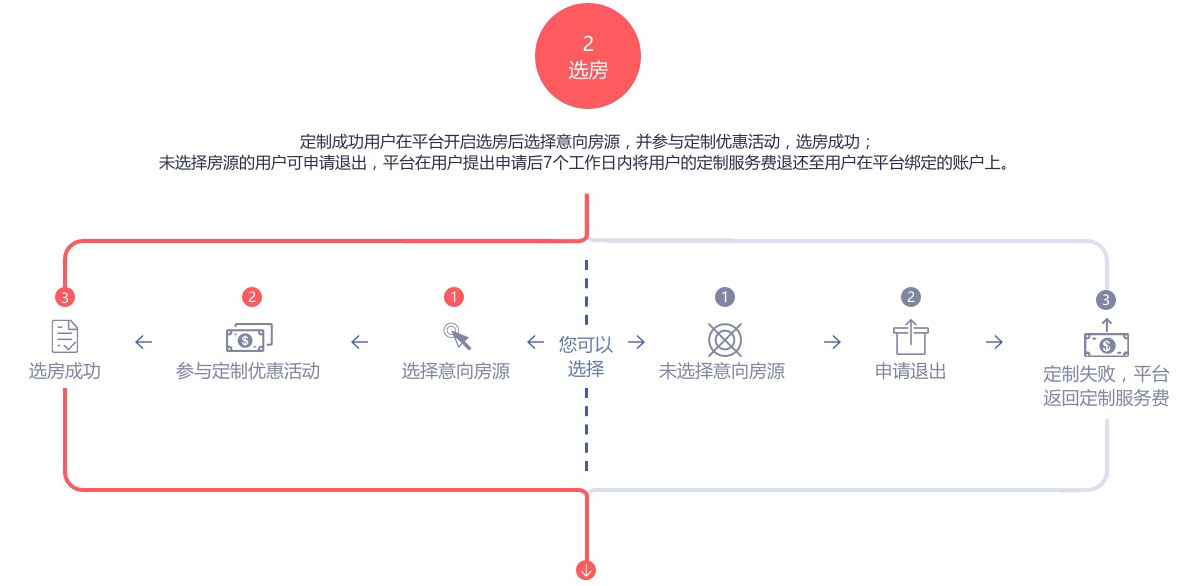 2
选房
定制成功用户在平台开启选房后选择意向房源，并参与定制优惠活动，选房成功；
未选择房源的用户可申请退出，平台在用户提出申请后7个工作日内将用户的定制服务费退还至用户在平台绑定的账户上。
3
选房成功
2
参与定制优惠活动
1
选择意向房源
您可以
选择
1
未选择意向房源
2
申请退出
3
定制失败，平台
返回定制服务费